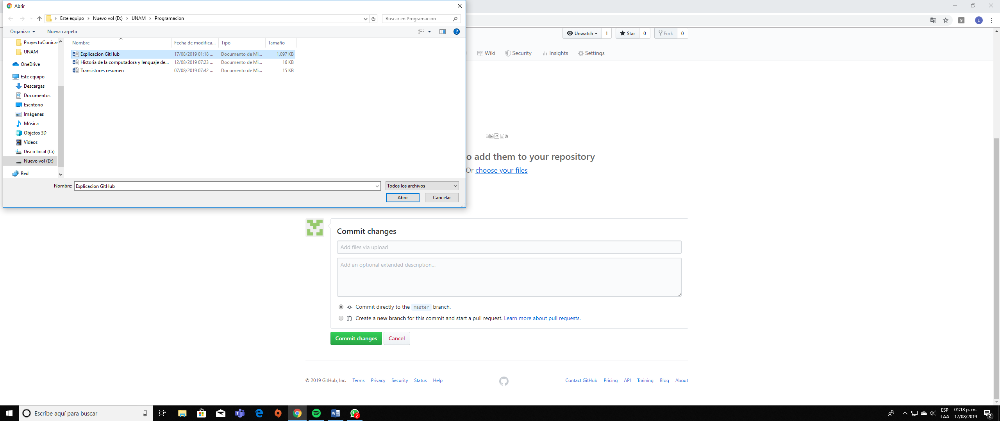 Abrir
Este equipo › Nuevo vol (D:) › UNAM › Programacion
Buscar en Programacion
Organizar
Nueva carpeta
ProyectoConicas
UNAM
OneDrive
Este equipo
Descargas
Documentos
Escritorio
Imágenes
Música
Objetos 3D
Vídeos
Disco local (C:)
Nuevo vol (D:)
Red
Nombre Fecha de modifica... Tipo Tamaño
Explicacion GitHub 17/08/2019 01:18 ... Documento de Mi... 1,097 KB
Historia de la computadora y lenguaje de... 12/08/2019 07:23 ... Documento de Mi... 16 KB
Transistores resumen 07/08/2019 07:42 ... Documento de Mi... 15 KB
Nombre: Explicacion GitHub
Todos los archivos
Abrir Cancelar
9 L
Unwatch 1 Star 0 Fork 0
Wiki Security Insights Settings
o add them to your repository
Or choose your files
Commit changes
Add files via upload
Add an optional extended description...
Commit directly to the master branch.
Create a new branch for this commit and start a pull request. Learn more about pull requests.
Commit changes Cancel
© 2019 GitHub, Inc. Terms Privacy Security Status Help
Contact GitHub Pricing API Training Blog About
Escribe aquí para buscar
2
ESP
LAA
01:18 p. m.
17/08/2019
2